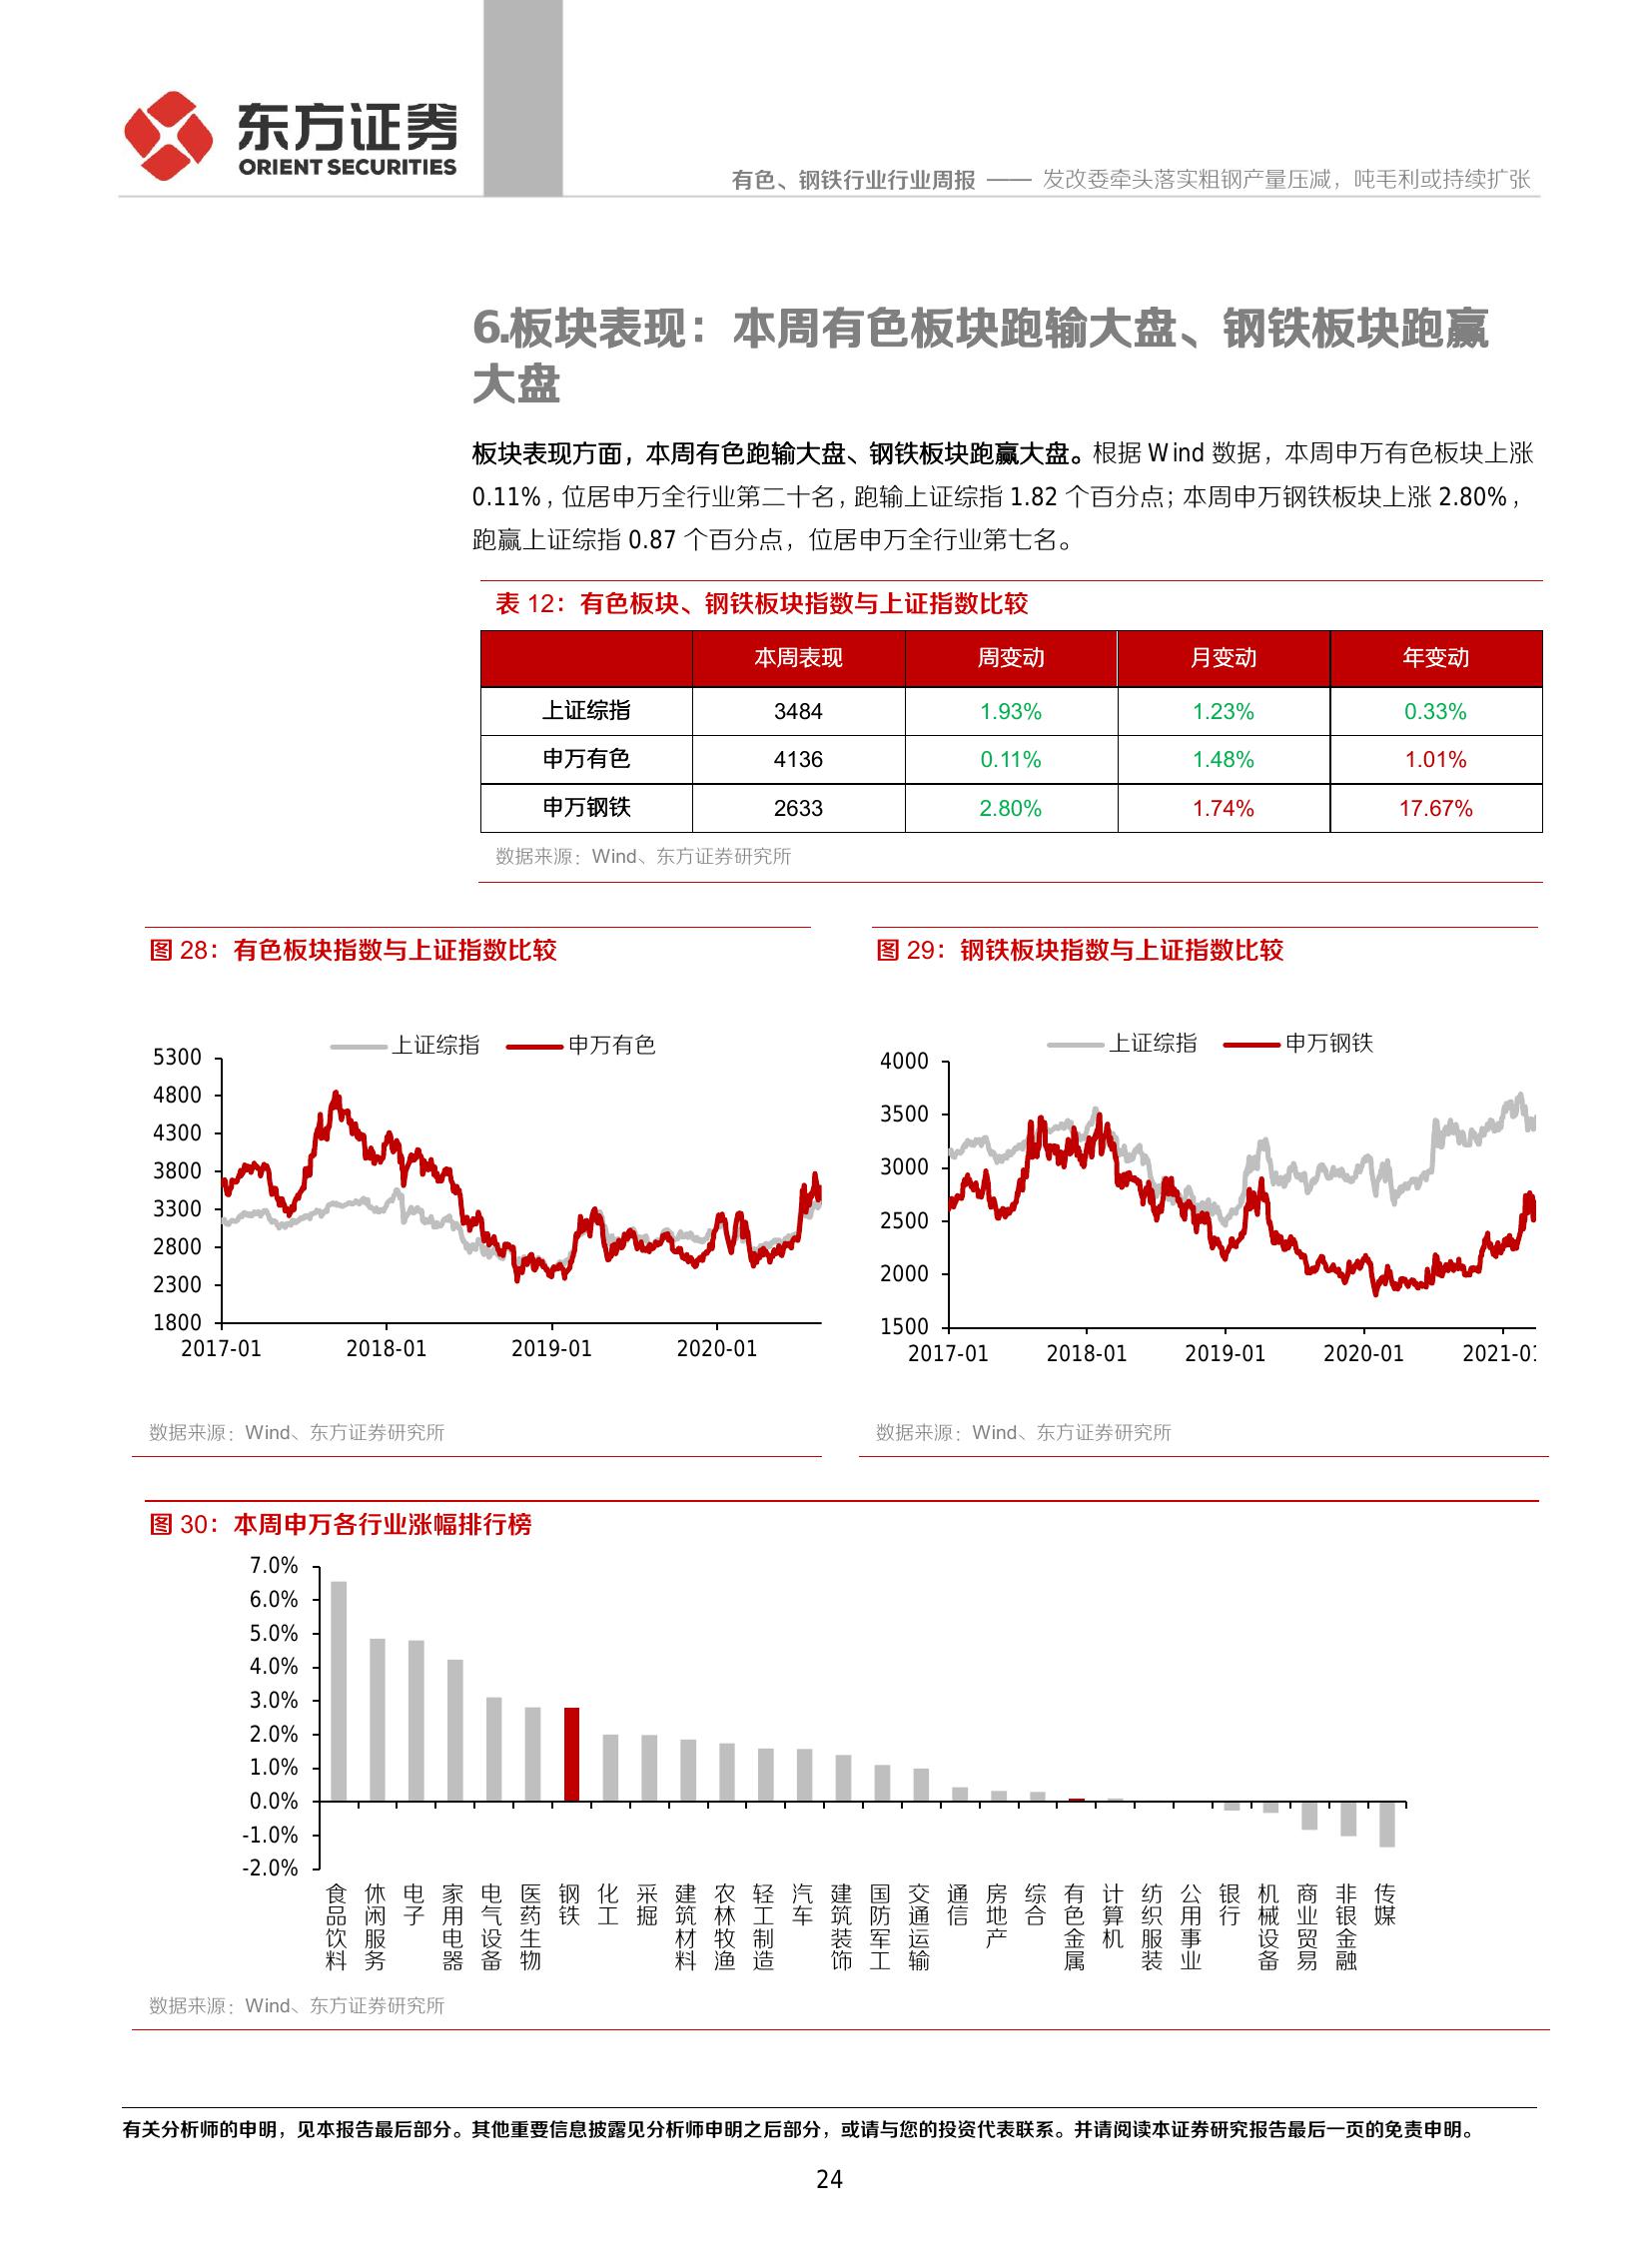 东方证券
ORIENT SECURITIES
有色、钢铁行业行业周报 —— 发改委牵头落实粗钢产量压减，吨毛利或持续扩张
6.板块表现：本周有色板块跑输大盘、钢铁板块跑赢
大盘
板块表现方面，本周有色跑输大盘、钢铁板块跑赢大盘。根据 Wind 数据，本周申万有色板块上涨
0.11%，位居申万全行业第二十名，跑输上证综指 1.82 个百分点；本周申万钢铁板块上涨 2.80%，
跑赢上证综指 0.87 个百分点，位居申万全行业第七名。
表 12：有色板块、钢铁板块指数与上证指数比较
本周表现 周变动 月变动 年变动
上证综指 3484 1.93% 1.23% 0.33%
申万有色 4136 0.11% 1.48% 1.01%
申万钢铁 2633 2.80% 1.74% 17.67%
数据来源：Wind、东方证券研究所
图 28：有色板块指数与上证指数比较
上证综指 申万有色
5300
4800
4300
3800
3300
2800
2300
1800
2017-01 2018-01 2019-01 2020-01
数据来源：Wind、东方证券研究所
图 29：钢铁板块指数与上证指数比较
上证综指 申万钢铁
4000
3500
3000
2500
2000
1500
2017-01 2018-01 2019-01 2020-01 2021-01
数据来源：Wind、东方证券研究所
图 30：本周申万各行业涨幅排行榜
7.0%
6.0%
5.0%
4.0%
3.0%
2.0%
1.0%
0.0%
-1.0%
-2.0%
食品饮料 休闲服务 电子 家用电器 电气设备 医药生物 钢铁 化工 采掘 建筑材料 农林牧渔 轻工制造 汽车 建筑装饰 国防军工 交通运输 通信 房地产 综合 有色金属 计算机 纺织服装 公用事业 银行 机械设备 商业贸易 非银金融 传媒
数据来源：Wind、东方证券研究所
有关分析师的申明，见本报告最后部分。其他重要信息披露见分析师申明之后部分，或请与您的投资代表联系。并请阅读本证券研究报告最后一页的免责申明。
24